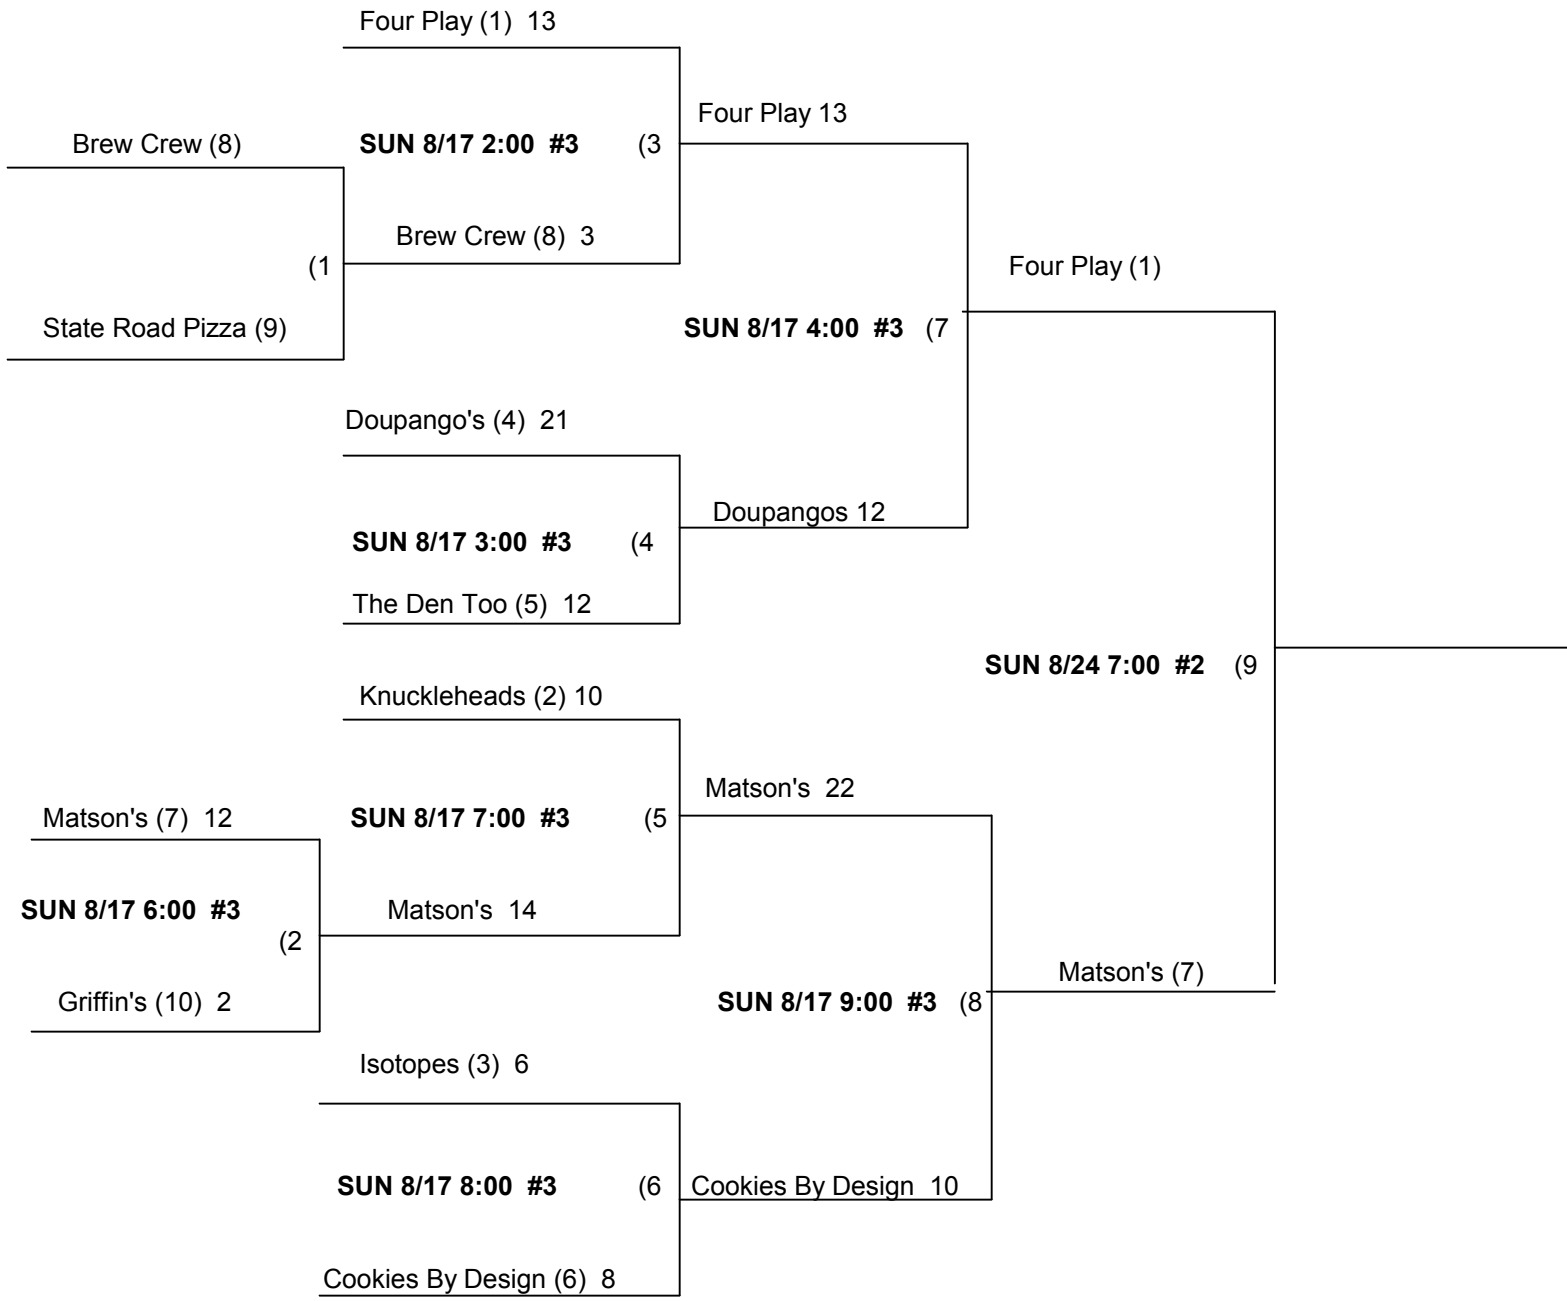 Four Play (1)  13
Four Play 13
Brew Crew (8)
SUN 8/17 2:00  #3
(3
Brew Crew (8)  3
(1
Four Play (1)
State Road Pizza (9)
SUN 8/17 4:00  #3
(7
Doupango's (4)  21
Doupangos 12
SUN 8/17 3:00  #3
(4
The Den Too (5)  12
SUN 8/24 7:00  #2
(9
Knuckleheads (2) 10
Matson's  22
Matson's (7)  12
SUN 8/17 7:00  #3
(5
SUN 8/17 6:00  #3
Matson's  14
(2
Matson's (7)
Griffin's (10)  2
SUN 8/17 9:00  #3
(8
Isotopes (3)  6
SUN 8/17 8:00  #3
(6
Cookies By Design  10
Cookies By Design (6)  8